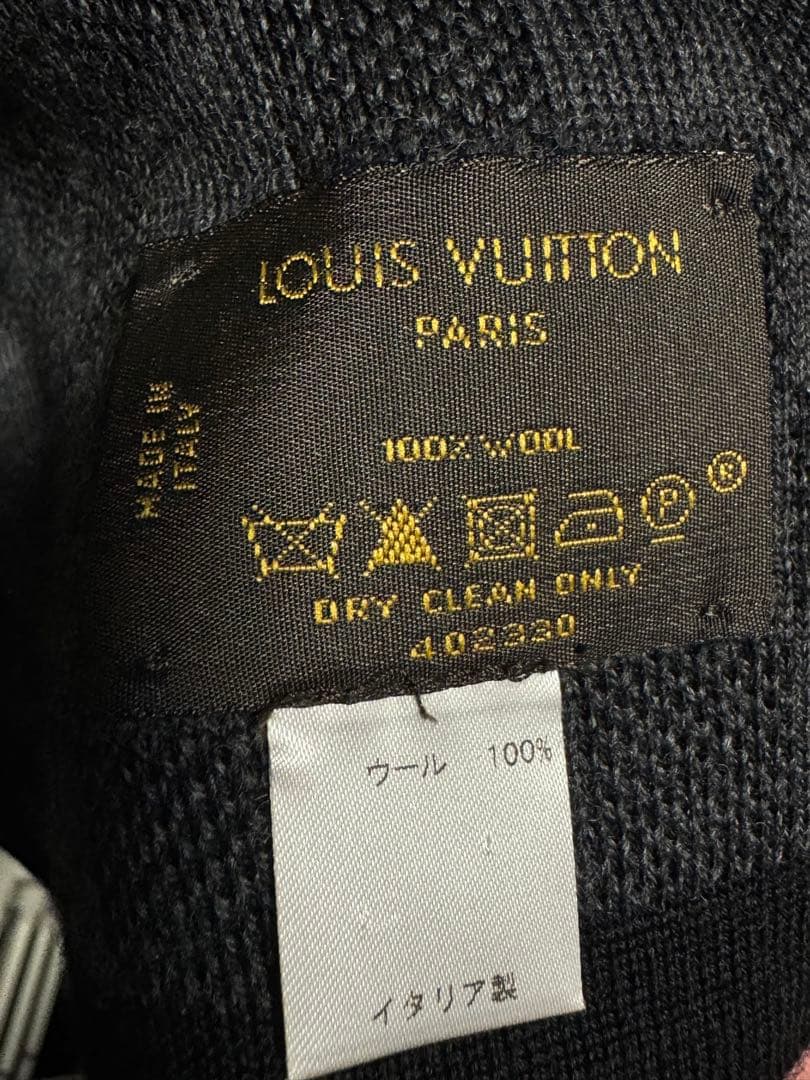 LOUIS VUITTON
PARIS
MADE IN
ITALY
100% WOOL
P
®
DRY CLEAN ONLY
402320
ウール 100%
イタリア製